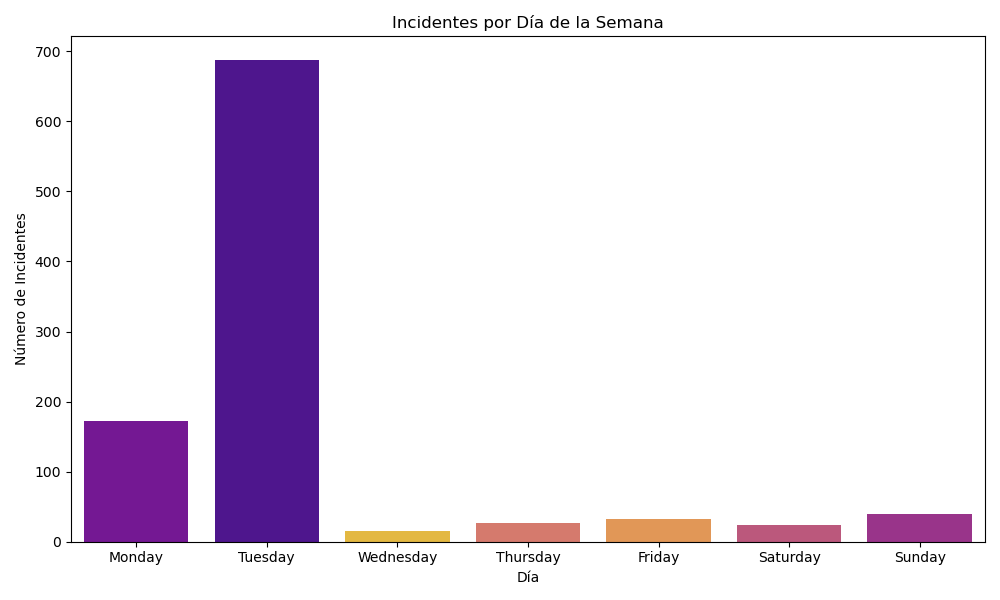 Incidentes por Día de la Semana
Número de Incidentes
700
600
500
400
300
200
100
0
Monday Tuesday Wednesday Thursday Friday Saturday Sunday
Día